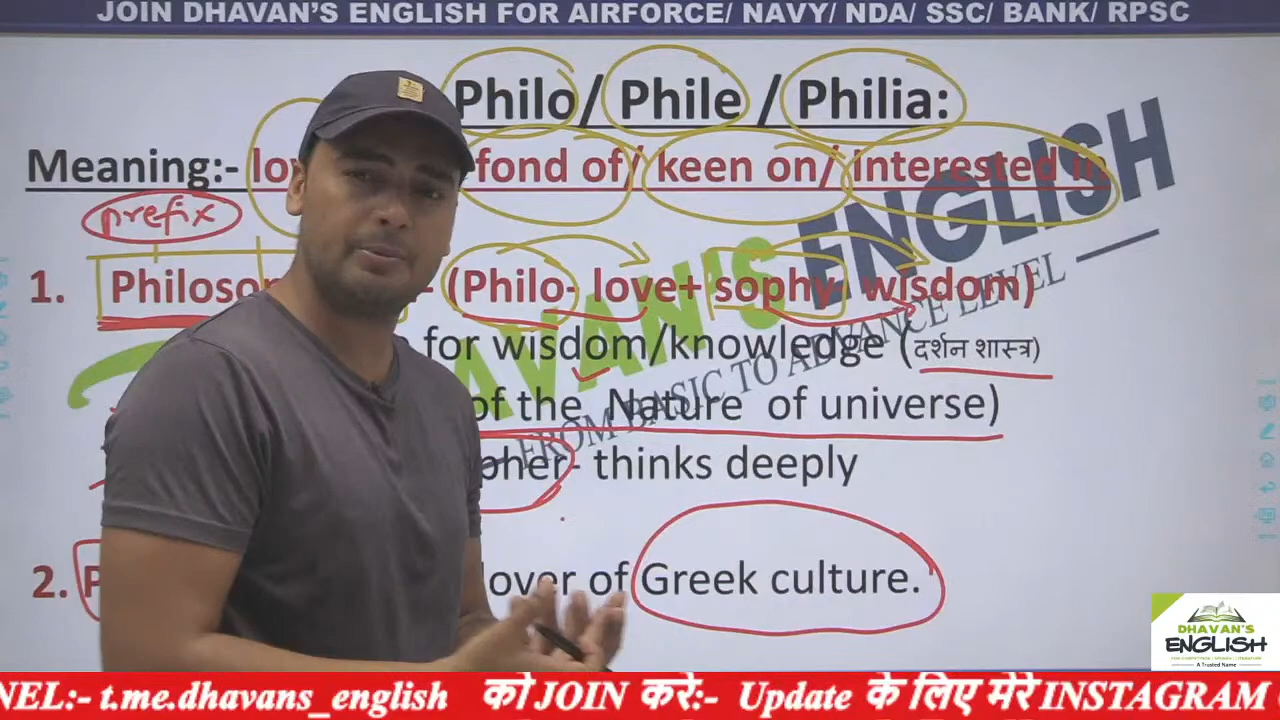 JOIN DHAVAN'S ENGLISH FOR AIRFORCE/ NAVY/ NDA/ SSC/ BANK/ RPSC
Philo/ Phile / Philia:
Meaning:- fond of/ keen on/ Interested in
prefix
1. - (Philo- love+ sophy- wisdom)
for wisdom/knowledge (दर्शन शास्त्र)
of the Nature of universe)
- thinks deeply
2. lover of Greek culture.
ENGLISH
FROM BASIC TO ADVANCE LEVEL
DHAVAN'S
ENGLISH
- A Trusted Name -
NEL:- t.me.dhavans_english को JOIN करे:- Update के लिए मेरे INSTAGRAM